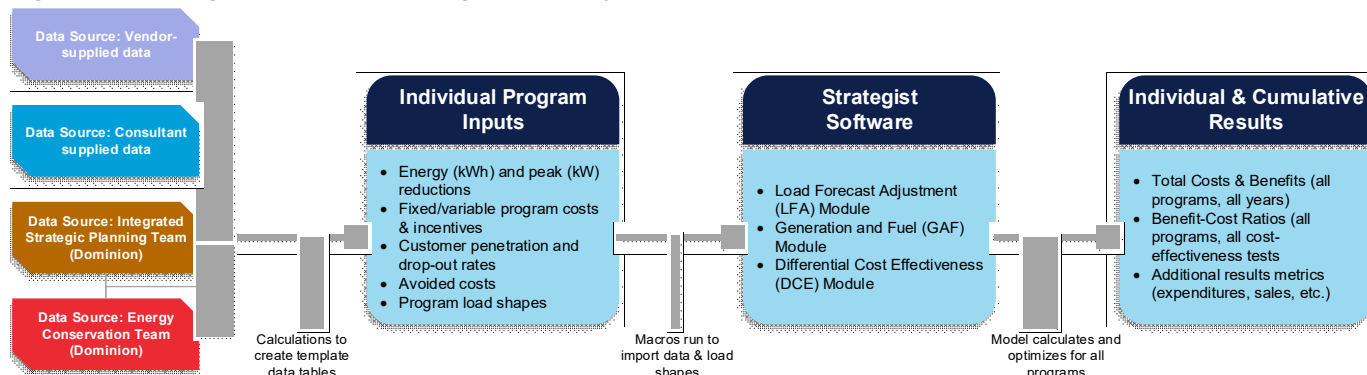 Data Source: Vendor-
supplied data
Data Source: Consultant
supplied data
Data Source: Integrated
Strategic Planning Team
(Dominion)
Data Source: Energy
Conservation Team
(Dominion)
Calculations to
create template
data tables
Individual Program
Inputs
• Energy (kWh) and peak (kW)
reductions
• Fixed/variable program costs
& incentives
• Customer penetration and
drop-out rates
• Avoided costs
• Program load shapes
Macros run to
import data & load
shapes
Strategist
Software
• Load Forecast Adjustment
(LFA) Module
• Generation and Fuel (GAF)
Module
• Differential Cost Effectiveness
(DCE) Module
Model calculates and
optimizes for all
programs
Individual & Cumulative
Results
• Total Costs & Benefits (all
programs, all years)
• Benefit-Cost Ratios (all
programs, all cost-
effectiveness tests
• Additional results metrics
(expenditures, sales, etc.)